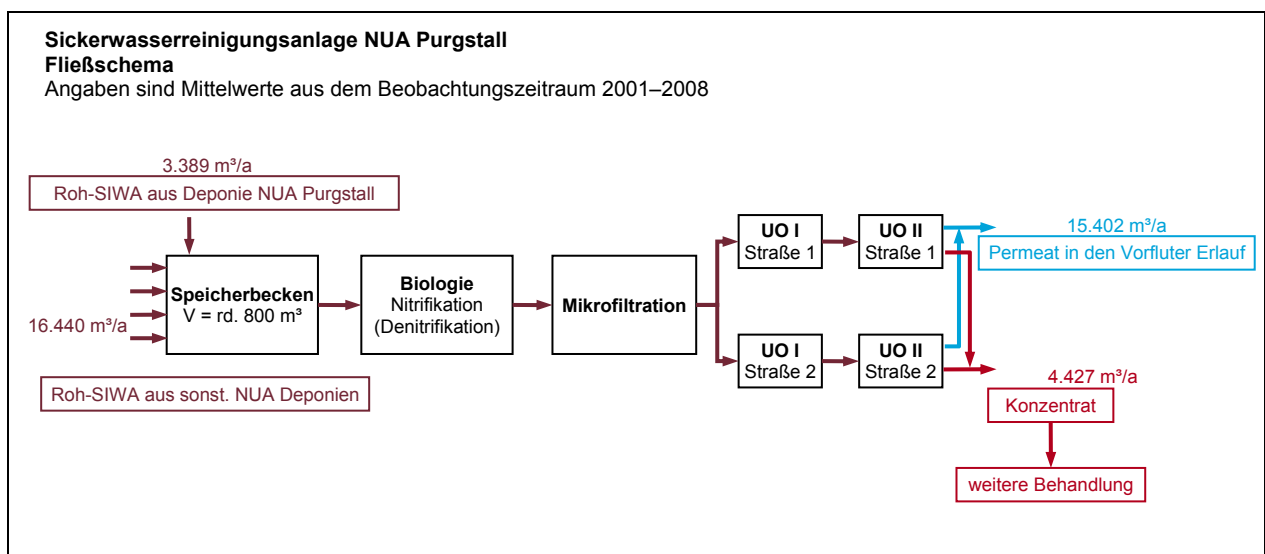 Sickerwasserreinigungsanlage NUA Purgstall
Fließschema
Angaben sind Mittelwerte aus dem Beobachtungszeitraum 2001–2008
3.389 m³/a
Roh-SIWA aus Deponie NUA Purgstall
16.440 m³/a
Roh-SIWA aus sonst. NUA Deponien
Speicherbecken
V = rd. 800 m³
Biologie
Nitrifikation
(Denitrifikation)
Mikrofiltration
UO I
Straße 1
UO II
Straße 1
UO I
Straße 2
UO II
Straße 2
15.402 m³/a
Permeat in den Vorfluter Erlauf
4.427 m³/a
Konzentrat
weitere Behandlung